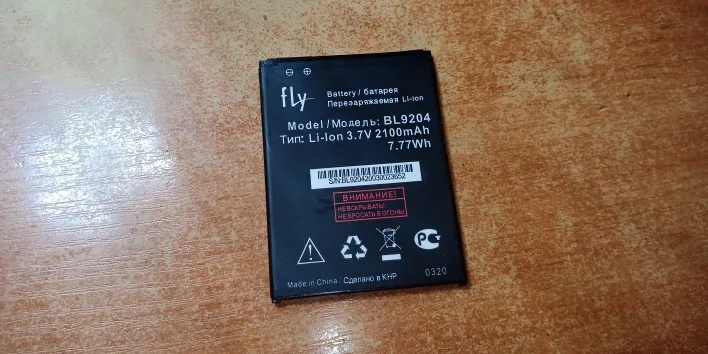 fly
Battery / батарея
Перезаряжаемая Li-ion
Model/Модель: BL9204
Тип: Li-Ion 3.7V 2100mAh
7.77Wh
S/N:BL920420030023652
ВНИМАНИЕ!
НЕ ВСКРЫВАТЬ!
НЕ БРОСАТЬ В ОГОНЬ!
Made in China / Сделано в КНР
0320